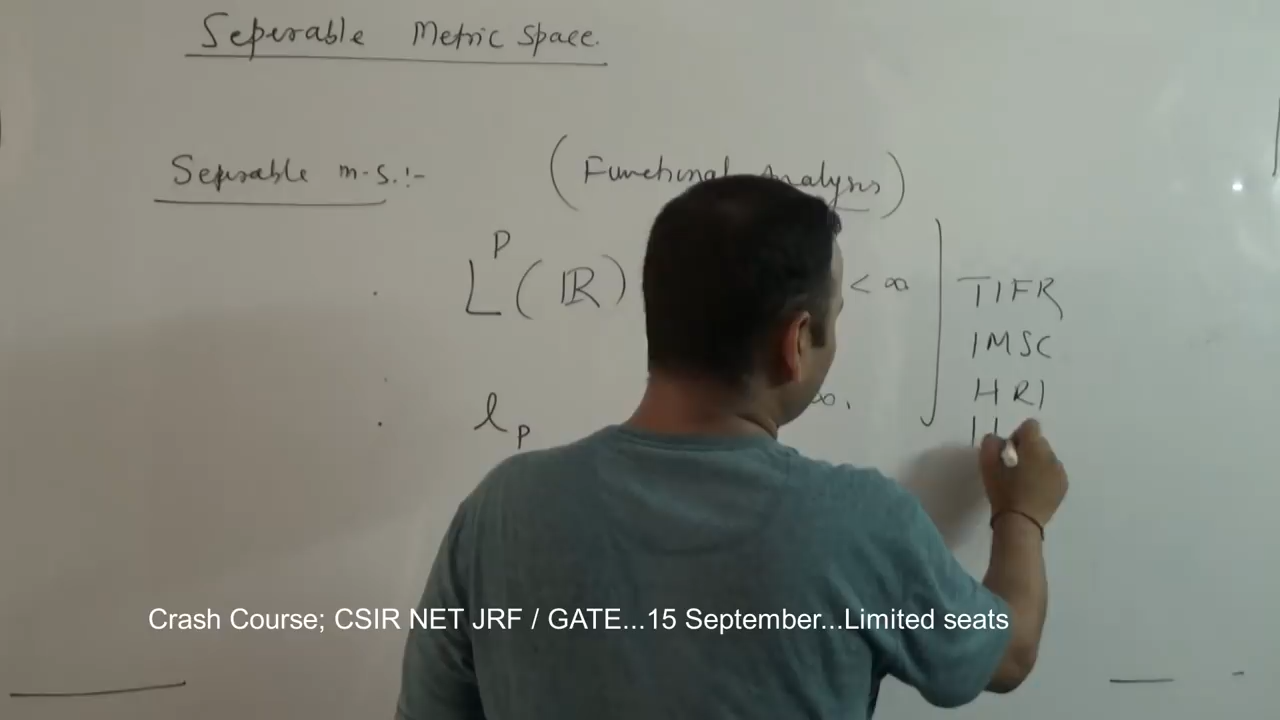 Seperable Metric Space.
Seperable m.s.:- (Functional Analysis)
L^P (ℝ) < ∞ TIFR
IMSC
l_p ∞. HRI
Crash Course; CSIR NET JRF / GATE...15 September...Limited seats